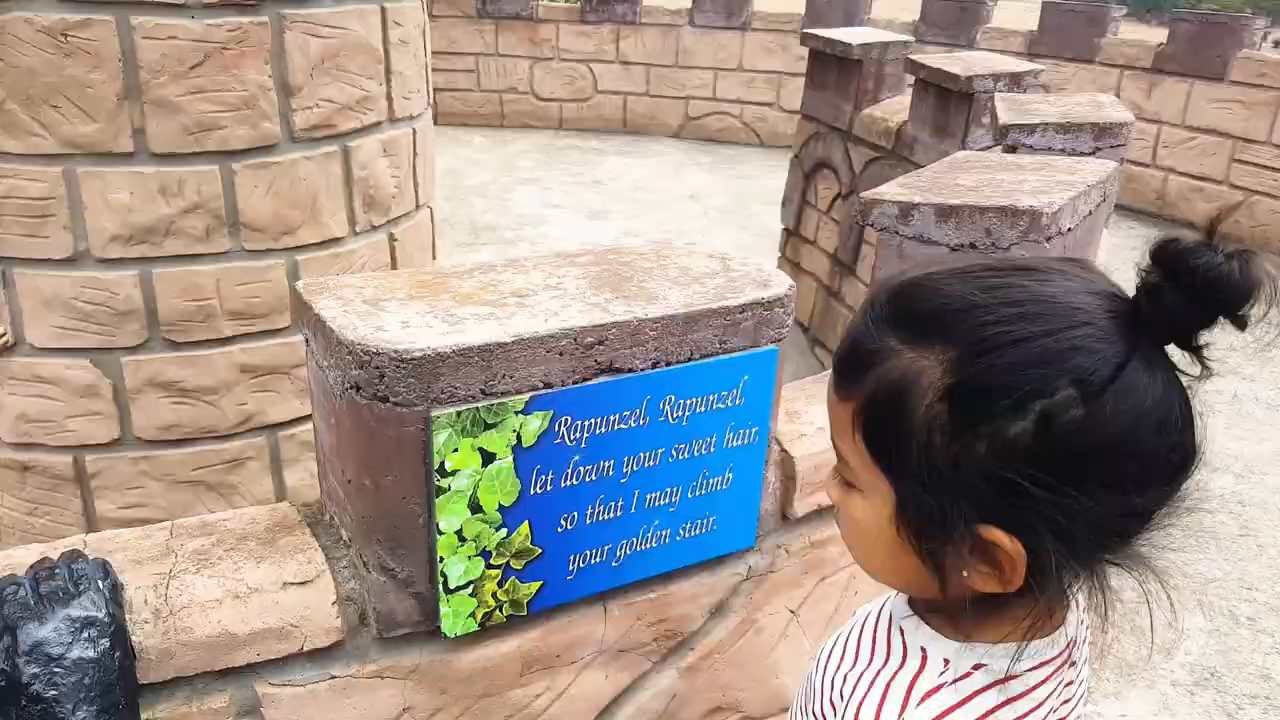 Rapunzel, Rapunzel,
let down your sweet hair,
so that I may climb
your golden stair.